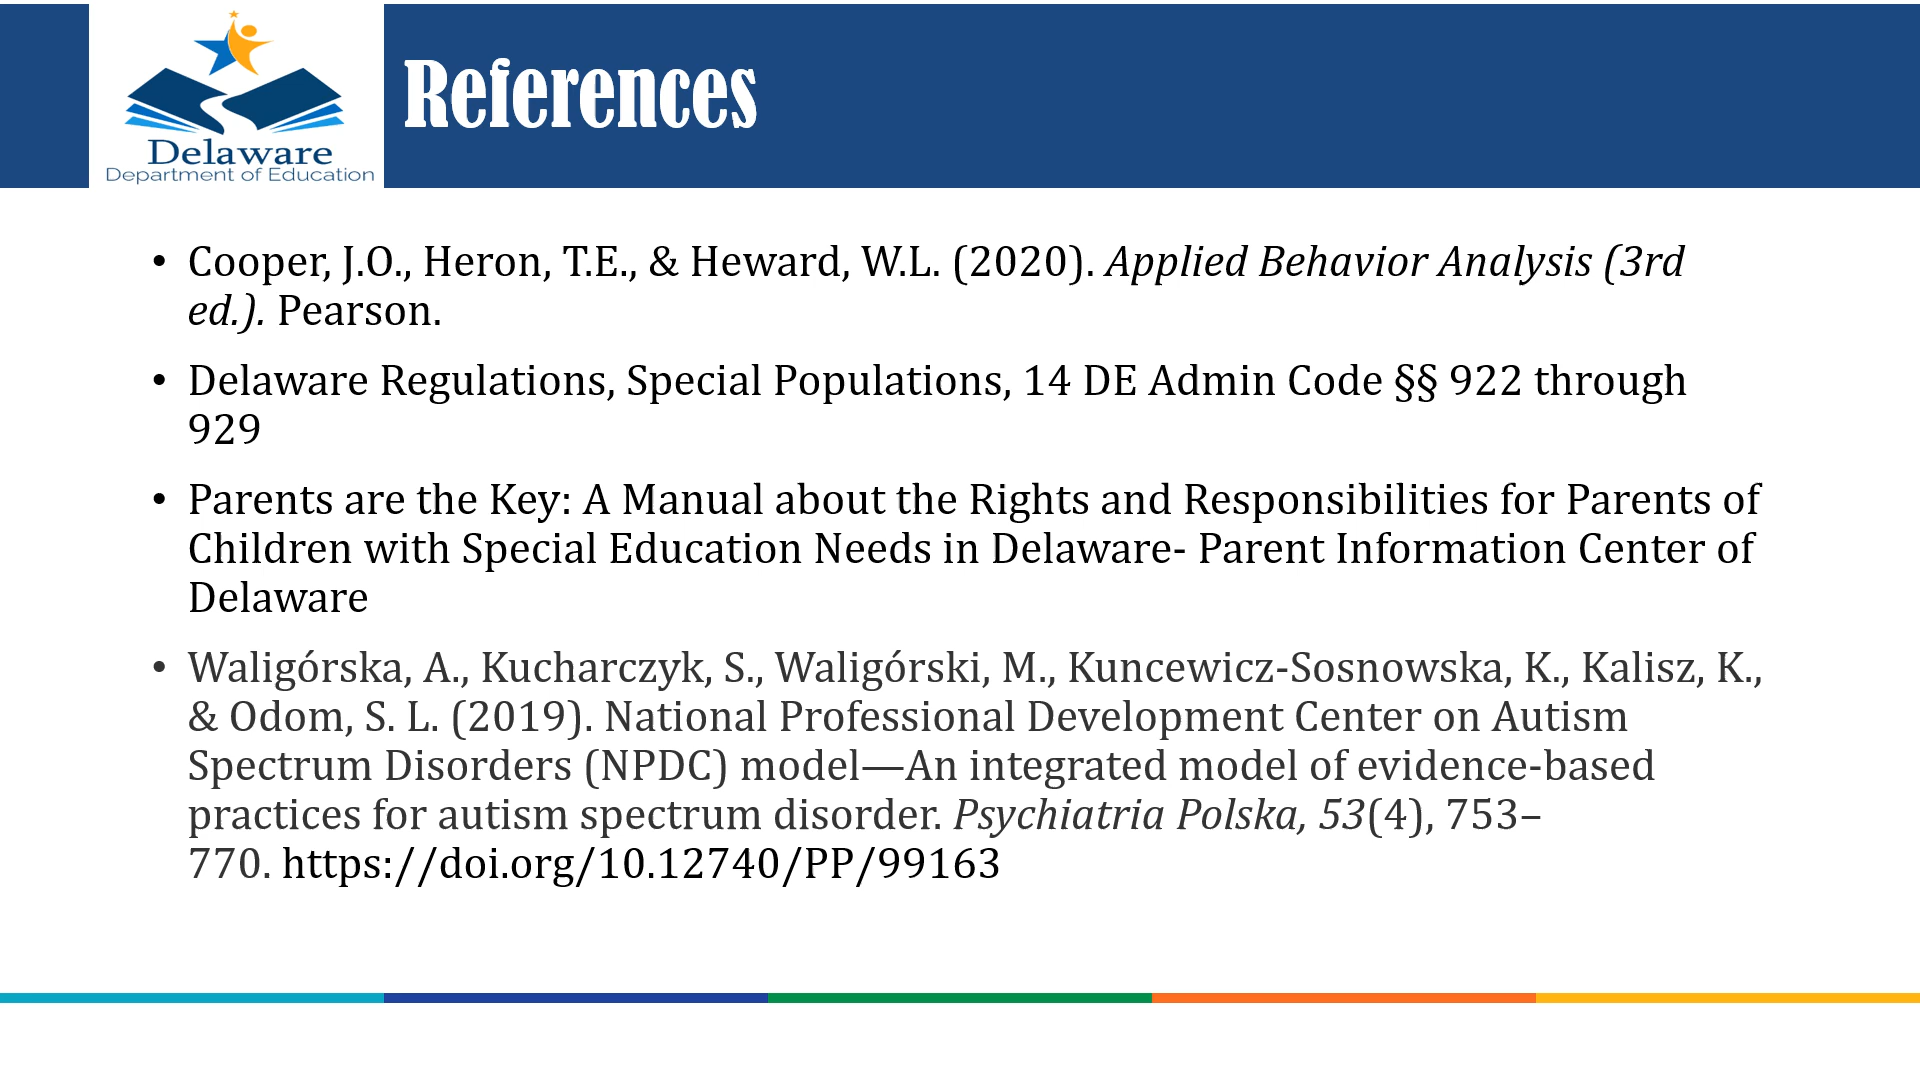 Delaware
Department of Education
References
• Cooper, J.O., Heron, T.E., & Heward, W.L. (2020). Applied Behavior Analysis (3rd
ed.). Pearson.
• Delaware Regulations, Special Populations, 14 DE Admin Code §§ 922 through
929
• Parents are the Key: A Manual about the Rights and Responsibilities for Parents of
Children with Special Education Needs in Delaware- Parent Information Center of
Delaware
• Waligórska, A., Kucharczyk, S., Waligórski, M., Kuncewicz-Sosnowska, K., Kalisz, K.,
& Odom, S. L. (2019). National Professional Development Center on Autism
Spectrum Disorders (NPDC) model—An integrated model of evidence-based
practices for autism spectrum disorder. Psychiatria Polska, 53(4), 753–
770. https://doi.org/10.12740/PP/99163